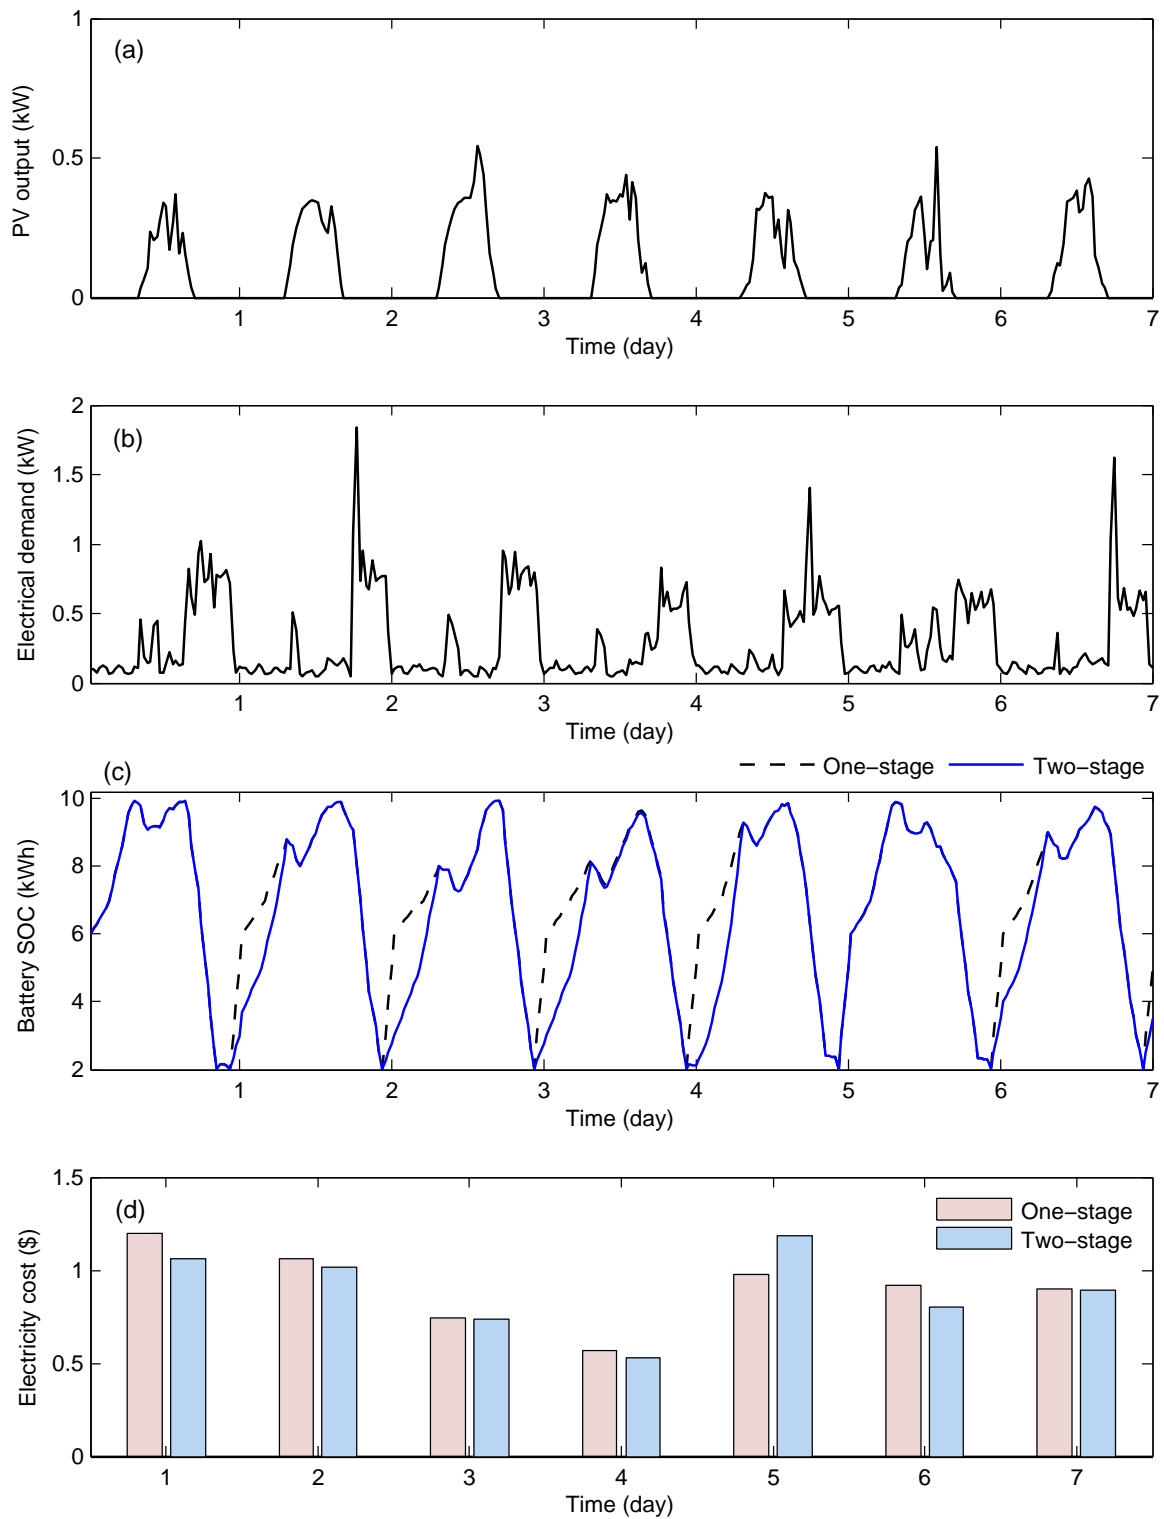 (a)
PV output (kW)
1
0.5
0
1 2 3 4 5 6 7
Time (day)
(b)
Electrical demand (kW)
2
1.5
1
0.5
0
1 2 3 4 5 6 7
Time (day)
(c)
One−stage Two−stage
Battery SOC (kWh)
10
8
6
4
2
1 2 3 4 5 6 7
Time (day)
(d)
One−stage
Two−stage
Electricity cost ($)
1.5
1
0.5
0
1 2 3 4 5 6 7
Time (day)